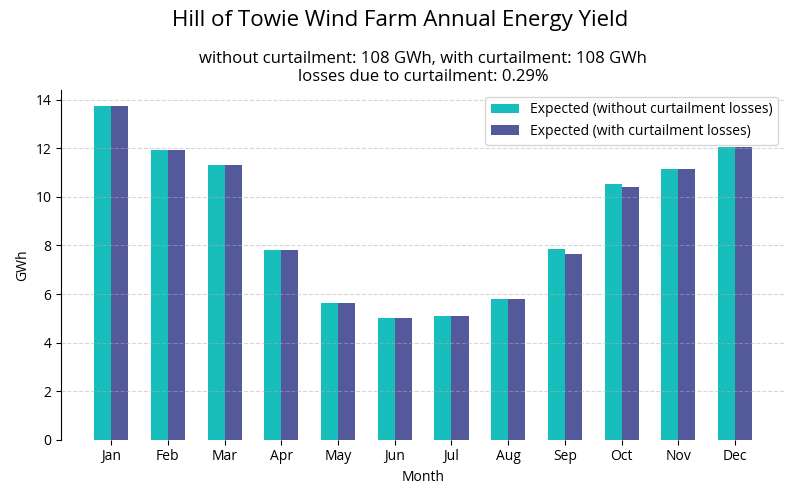 Hill of Towie Wind Farm Annual Energy Yield
without curtailment: 108 GWh, with curtailment: 108 GWh
losses due to curtailment: 0.29%
Expected (without curtailment losses)
Expected (with curtailment losses)
GWh
14
12
10
8
6
4
2
0
Jan Feb Mar Apr May Jun Jul Aug Sep Oct Nov Dec
Month